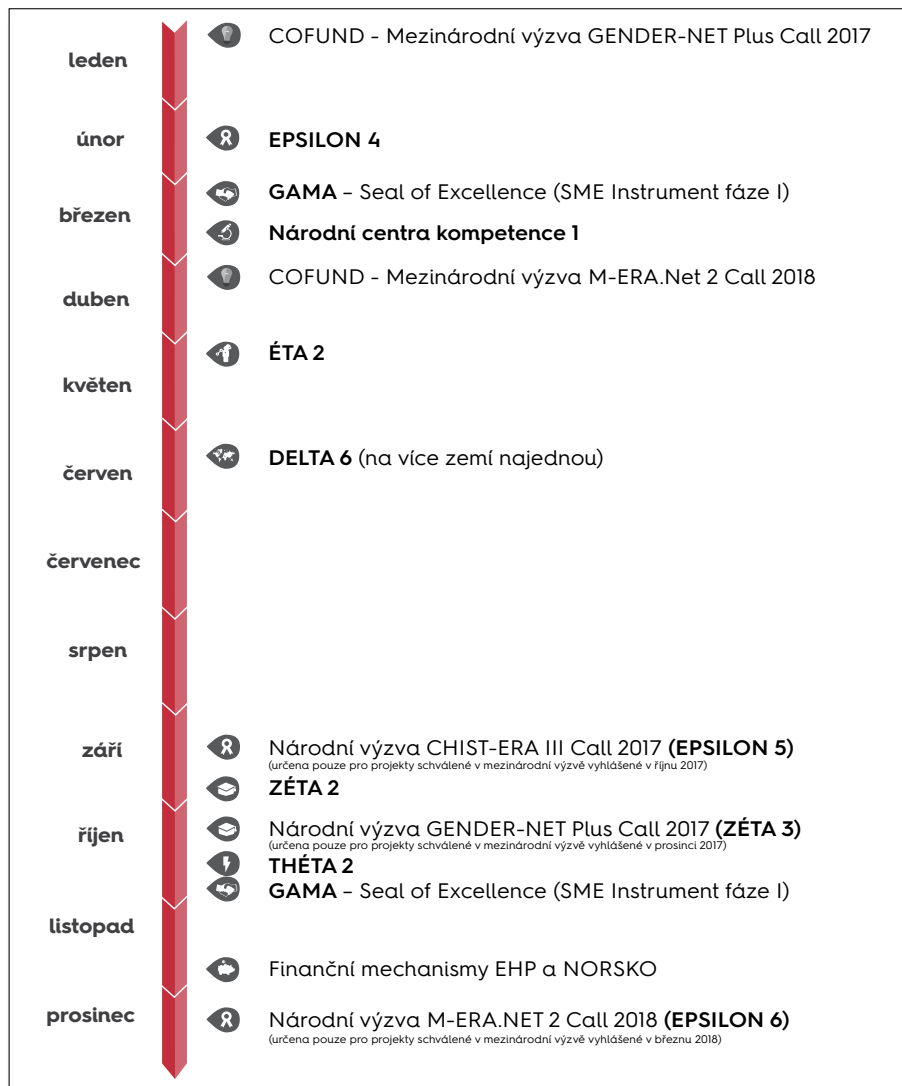 leden
COFUND - Mezinárodní výzva GENDER-NET Plus Call 2017
únor
EPSILON 4
březen
GAMA – Seal of Excellence (SME Instrument fáze I)
Národní centra kompetence 1
duben
COFUND - Mezinárodní výzva M-ERA.Net 2 Call 2018
květen
ÉTA 2
červen
DELTA 6 (na více zemí najednou)
červenec
srpen
září
Národní výzva CHIST-ERA III Call 2017 (EPSILON 5)
(určena pouze pro projekty schválené v mezinárodní výzvě vyhlášené v říjnu 2017)
ZÉTA 2
říjen
Národní výzva GENDER-NET Plus Call 2017 (ZÉTA 3)
(určena pouze pro projekty schválené v mezinárodní výzvě vyhlášené v prosinci 2017)
THÉTA 2
GAMA – Seal of Excellence (SME Instrument fáze I)
listopad
Finanční mechanismy EHP a NORSKO
prosinec
Národní výzva M-ERA.NET 2 Call 2018 (EPSILON 6)
(určena pouze pro projekty schválené v mezinárodní výzvě vyhlášené v březnu 2018)